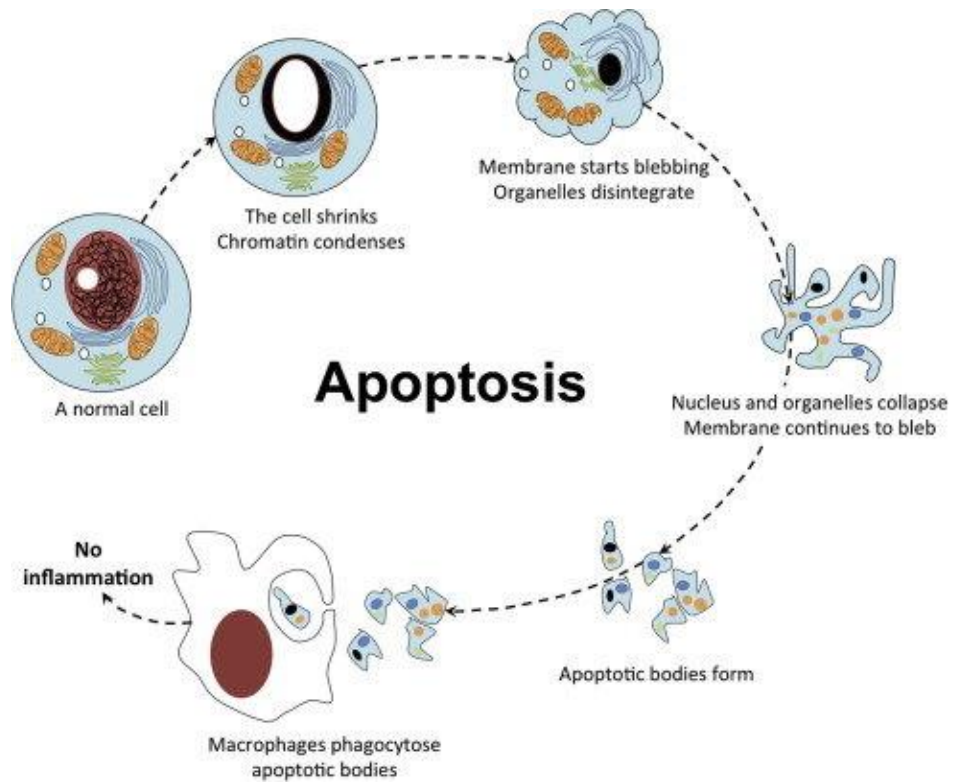 Membrane starts blebbing
Organelles disintegrate
The cell shrinks
Chromatin condenses
A normal cell
Apoptosis
Nucleus and organelles collapse
Membrane continues to bleb
Apoptotic bodies form
Macrophages phagocytose
apoptotic bodies
No
inflammation